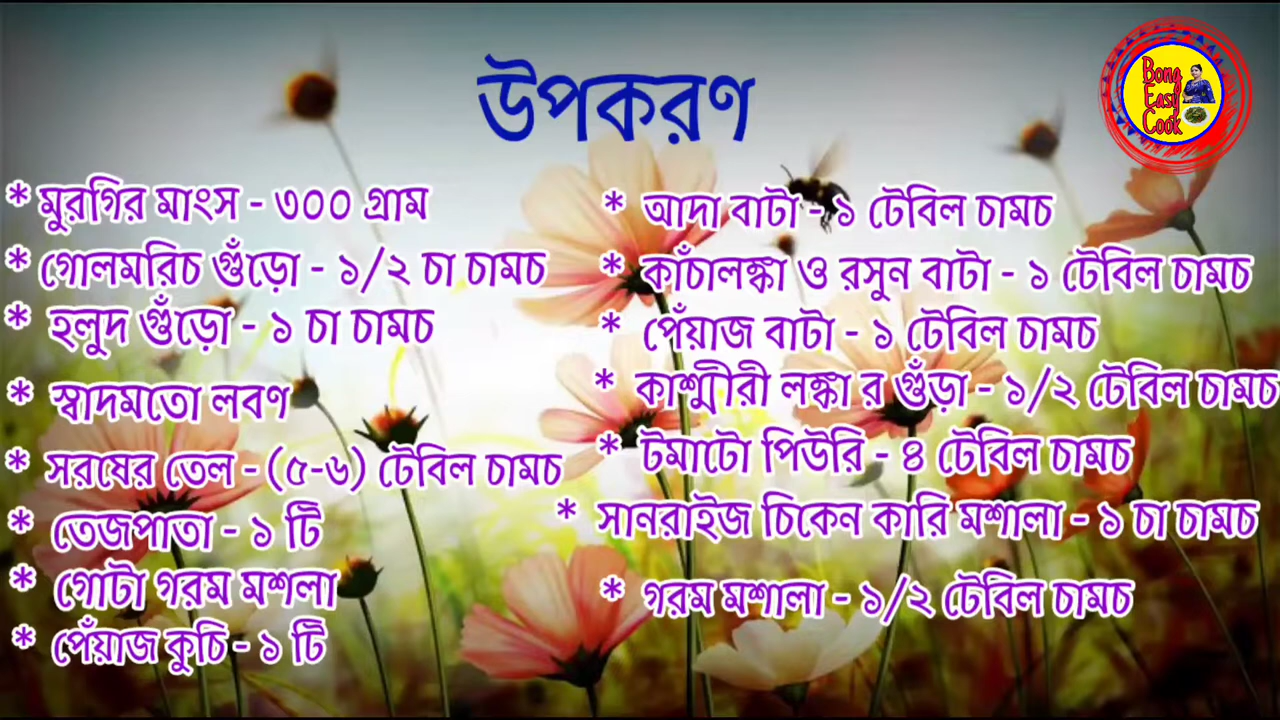 উপকরণ
Bong
Easy
Cook
* মুরগির মাংস - ৩০০ গ্রাম
* গোলমরিচ গুঁড়ো - ১/২ চা চামচ
* হলুদ গুঁড়ো - ১ চা চামচ
* স্বাদমতো লবণ
* সরষের তেল - (৫-৬) টেবিল চামচ
* তেজপাতা - ১ টি
* গোটা গরম মশলা
* পেঁয়াজ কুচি - ১ টি
* আদা বাটা - ১ টেবিল চামচ
* কাঁচালঙ্কা ও রসুন বাটা - ১ টেবিল চামচ
* পেঁয়াজ বাটা - ১ টেবিল চামচ
* কাশ্মীরী লঙ্কা র গুঁড়া - ১/২ টেবিল চামচ
* টমাটো পিউরি - ৪ টেবিল চামচ
* সানরাইজ চিকেন কারি মশালা - ১ চা চামচ
* গরম মশালা - ১/২ টেবিল চামচ